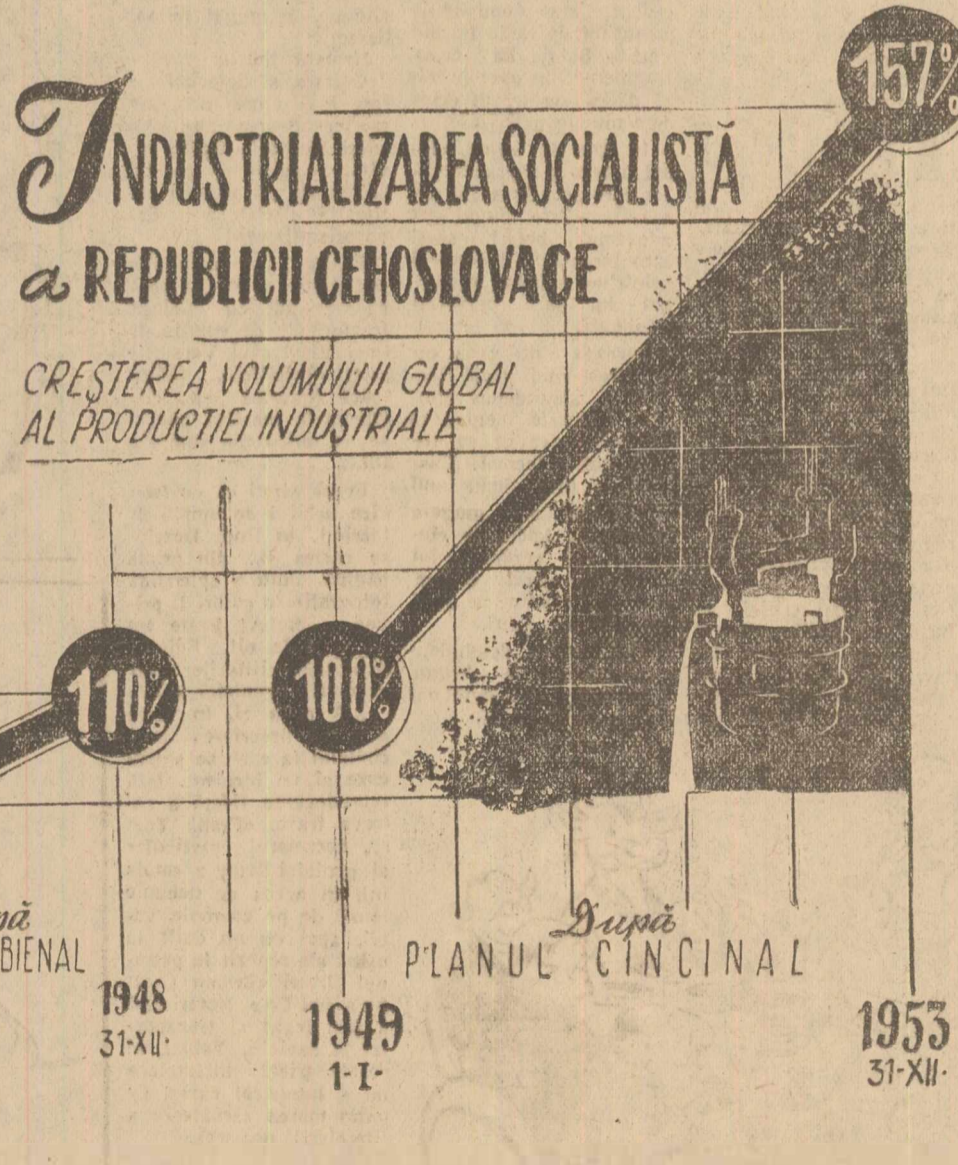 157%
INDUSTRIALIZAREA SOCIALISTĂ
a REPUBLICII CEHOSLOVACE
CREȘTEREA VOLUMULUI GLOBAL
AL PRODUCȚIEI INDUSTRIALE
110%
100%
După
BIENAL
PLANUL CINCINAL
1948
31-XII·
1949
1-I-
1953
31-XII·